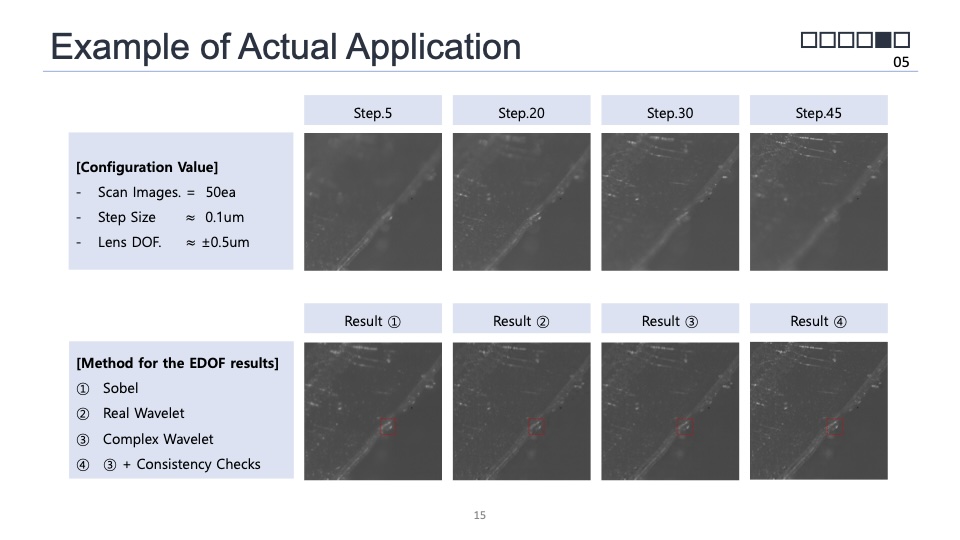 Example of Actual Application
05
Step.5
Step.20
Step.30
Step.45
[Configuration Value]
- Scan Images. = 50ea
- Step Size ≈ 0.1um
- Lens DOF. ≈ ±0.5um
Result ①
Result ②
Result ③
Result ④
[Method for the EDOF results]
① Sobel
② Real Wavelet
③ Complex Wavelet
④ ③ + Consistency Checks
15